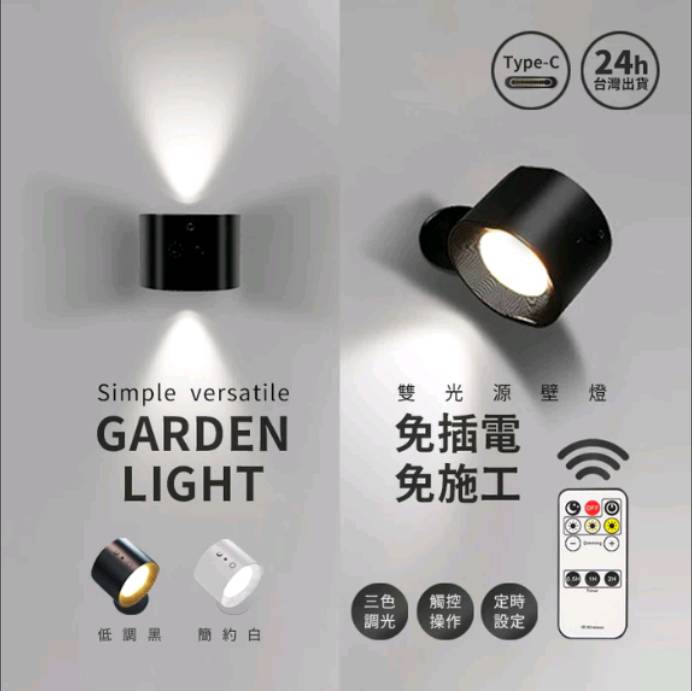 Type-C
24h
台灣出貨
Simple versatile
GARDEN
LIGHT
低調黑
簡約白
雙光源壁燈
免插電
免施工
三色
調光
觸控
操作
定時
設定
OFF
Dimming
0.5H 1H 2H
Timer